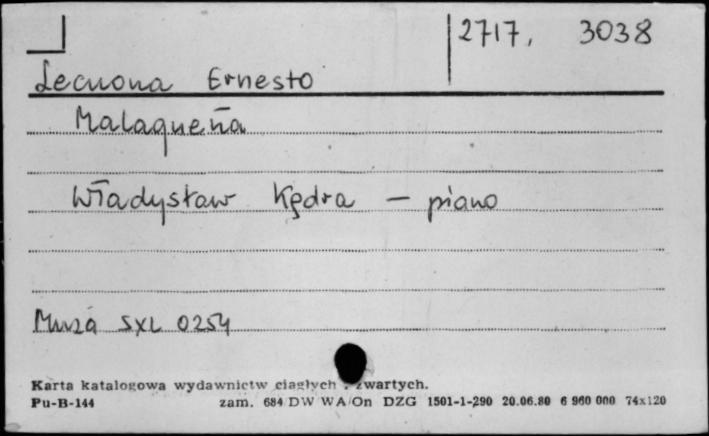 2717, 3038
Lecuona Ernesto
Malagueña
Władysław Kędra — piano
Muza SXL 0254
Karta katalogowa wydawnictw ciągłych i zwartych.
Pu-B-144 zam. 684 DW WA/On DZG 1501-1-290 20.06.80 6 960 000 74x120